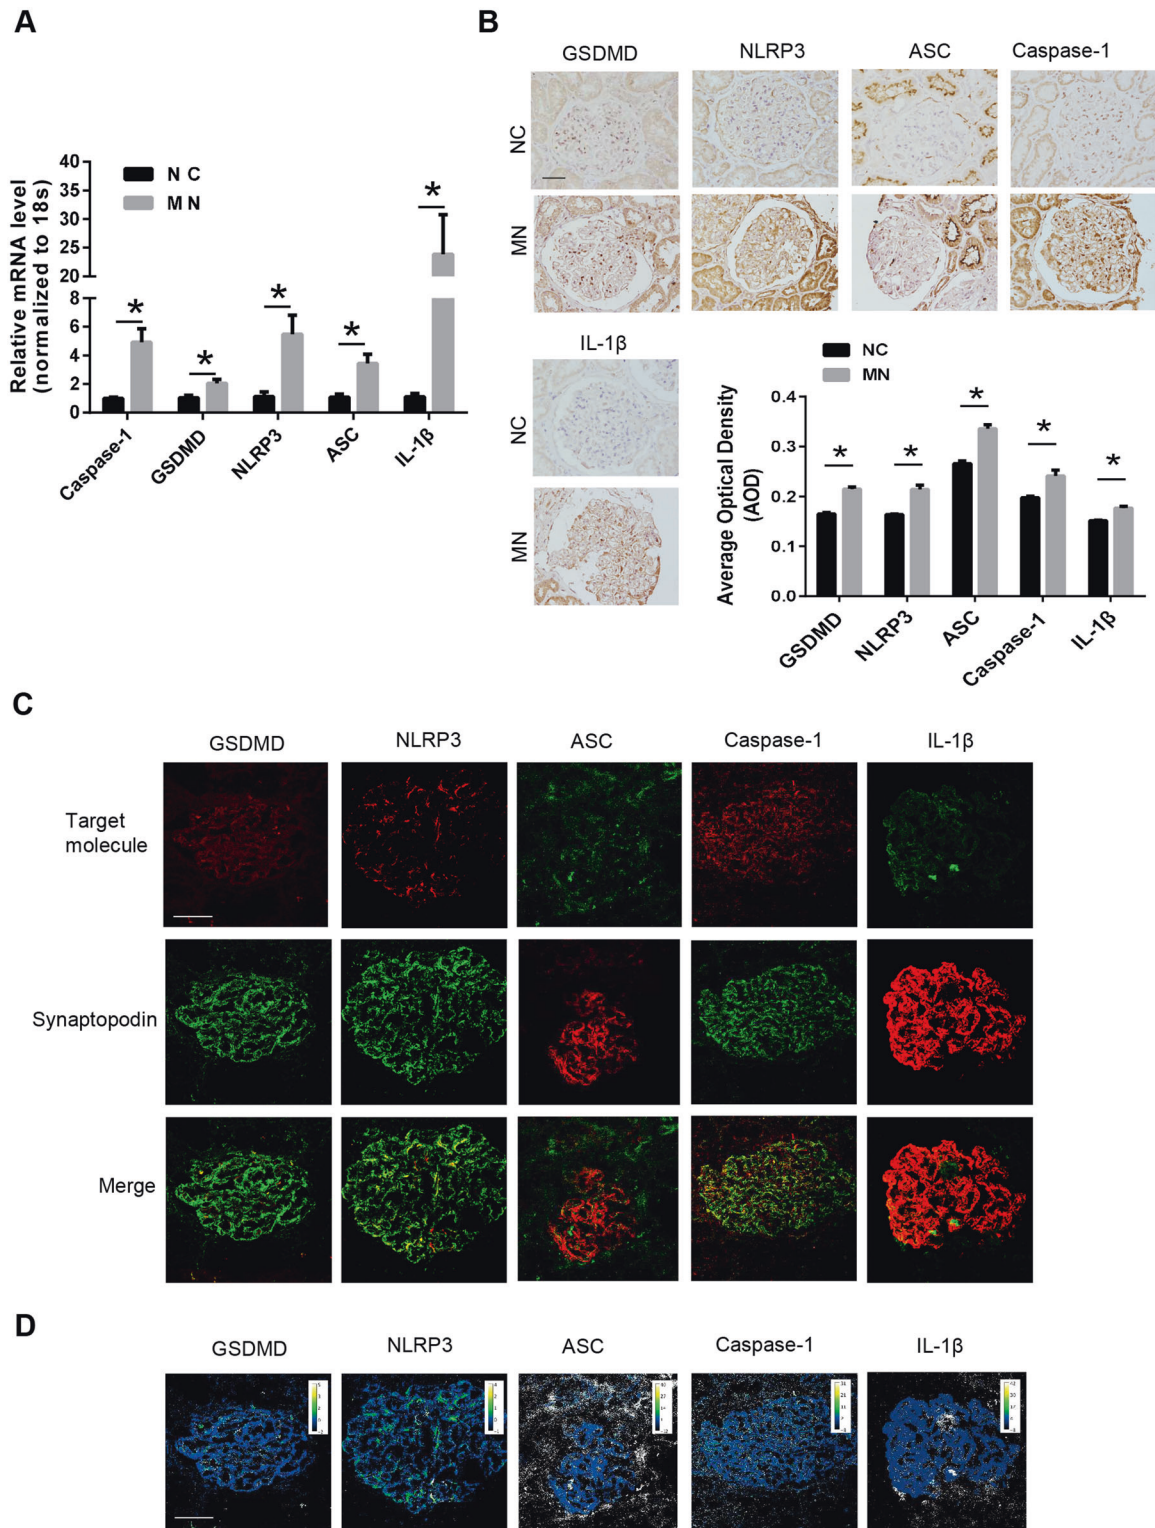 A
Relative mRNA level
(normalized to 18s)
40
35
30
25
20
8
6
4
2
0
N C
M N
*
*
*
*
*
Caspase-1
GSDMD
NLRP3
ASC
IL-1β
B
GSDMD
NLRP3
ASC
Caspase-1
NC
MN
IL-1β
NC
MN
NC
MN
Average Optical Density
(AOD)
0.4
0.3
0.2
0.1
0.0
*
*
*
*
*
GSDMD
NLRP3
ASC
Caspase-1
IL-1β
C
GSDMD
NLRP3
ASC
Caspase-1
IL-1β
Target
molecule
Synaptopodin
Merge
D
GSDMD
NLRP3
ASC
Caspase-1
IL-1β